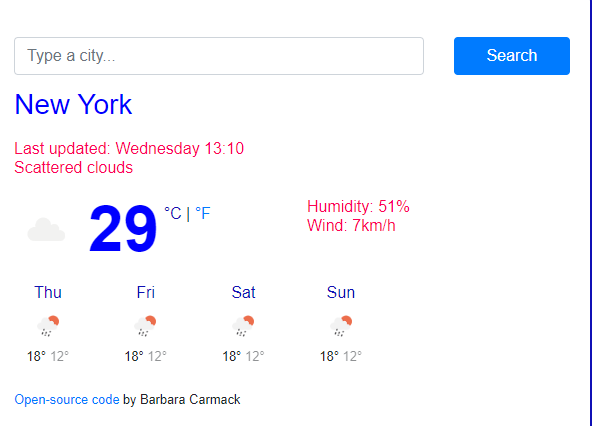 Type a city...
Search
New York
Last updated: Wednesday 13:10
Scattered clouds
29 °C | °F
Humidity: 51%
Wind: 7km/h
Thu Fri Sat Sun
18° 12° 18° 12° 18° 12° 18° 12°
Open-source code by Barbara Carmack